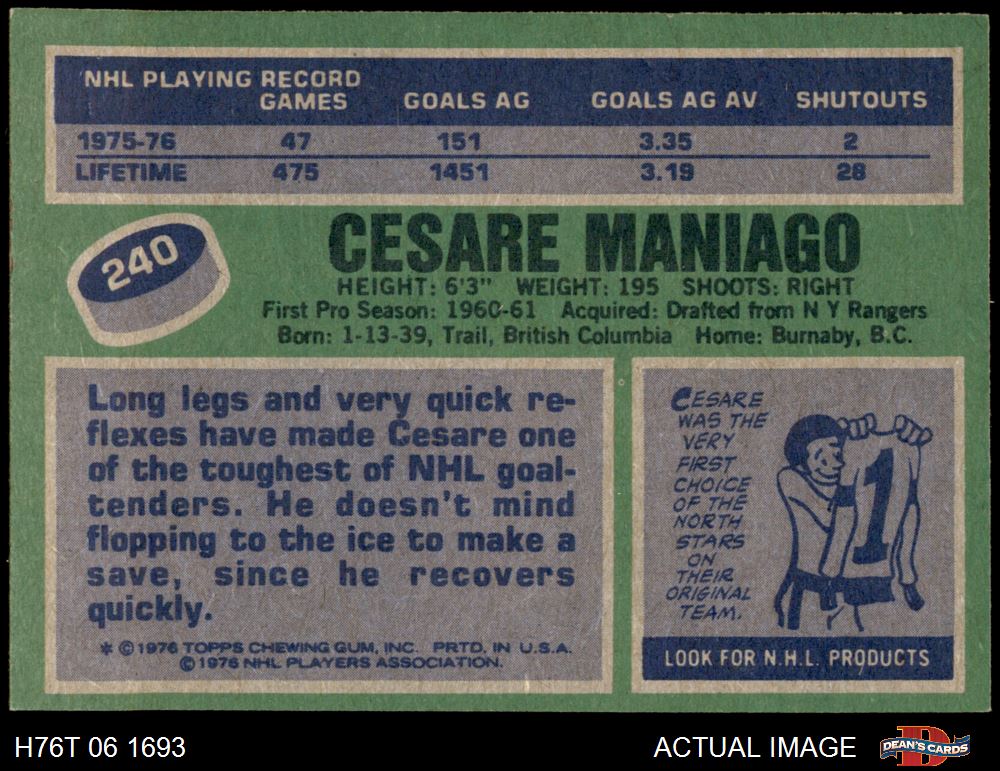 NHL PLAYING RECORD
GAMES GOALS AG GOALS AG AV SHUTOUTS
1975-76 47 151 3.35 2
LIFETIME 475 1451 3.19 28
240
CESARE MANIAGO
HEIGHT: 6'3" WEIGHT: 195 SHOOTS: RIGHT
First Pro Season: 1960-61 Acquired: Drafted from N Y Rangers
Born: 1-13-39, Trail, British Columbia Home: Burnaby, B.C.
Long legs and very quick re-
flexes have made Cesare one
of the toughest of NHL goal-
tenders. He doesn't mind
flopping to the ice to make a
save, since he recovers
quickly.
* © 1976 TOPPS CHEWING GUM, INC. PRTD. IN U.S.A.
© 1976 NHL PLAYERS ASSOCIATION.
CESARE
WAS THE
VERY
FIRST
CHOICE
OF THE
NORTH
STARS
ON
THEIR
ORIGINAL
TEAM.
1
LOOK FOR N.H.L. PRODUCTS
H76T 06 1693
ACTUAL IMAGE
D
DEAN'S CARDS